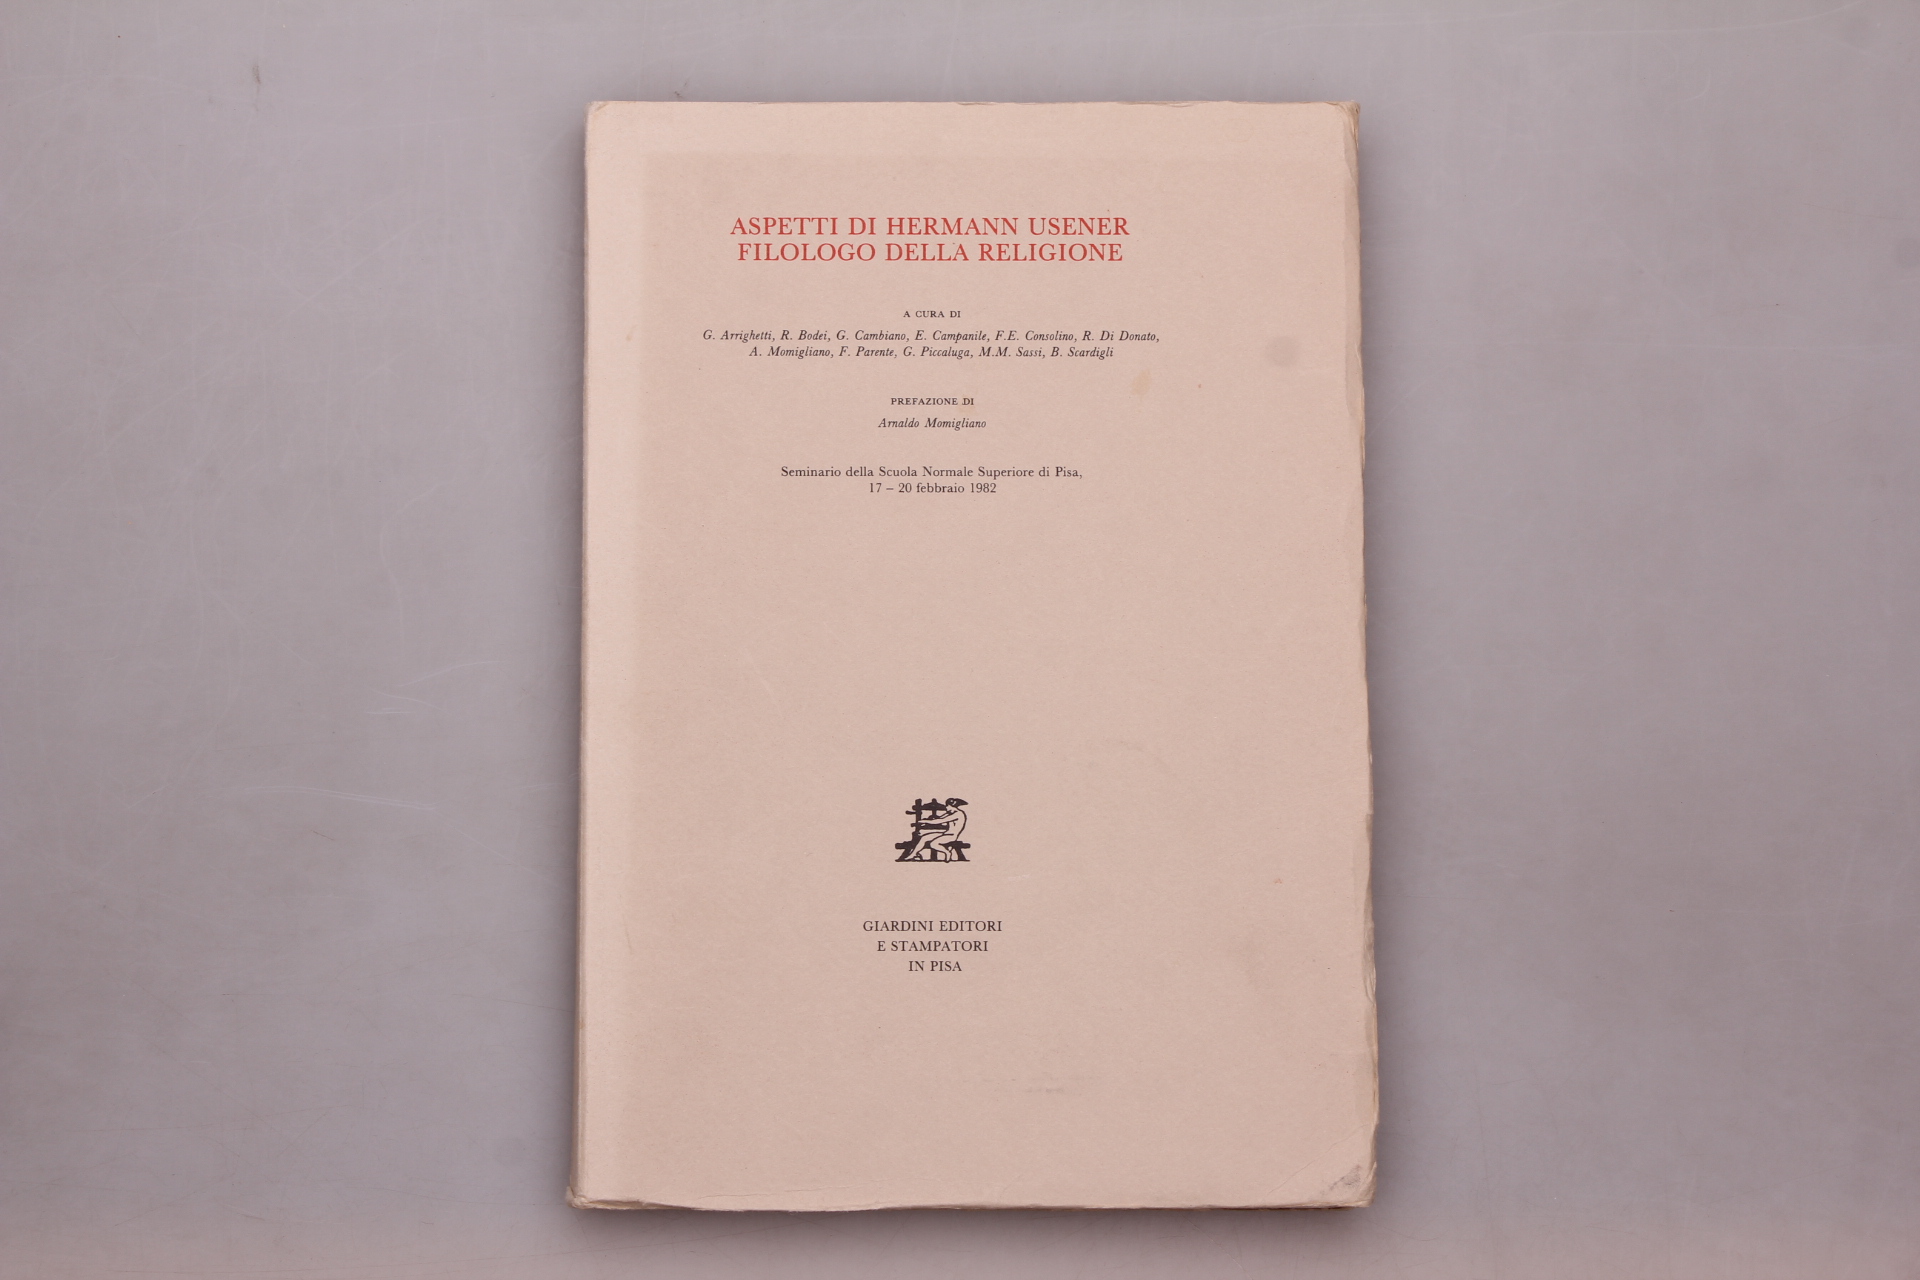 ASPETTI DI HERMANN USENER
FILOLOGO DELLA RELIGIONE
A CURA DI
G. Arrighetti, R. Bodei, G. Cambiano, E. Campanile, F.E. Consolino, R. Di Donato,
A. Momigliano, F. Parente, G. Piccaluga, M.M. Sassi, B. Scardigli
PREFAZIONE DI
Arnaldo Momigliano
Seminario della Scuola Normale Superiore di Pisa,
17 – 20 febbraio 1982
GIARDINI EDITORI
E STAMPATORI
IN PISA